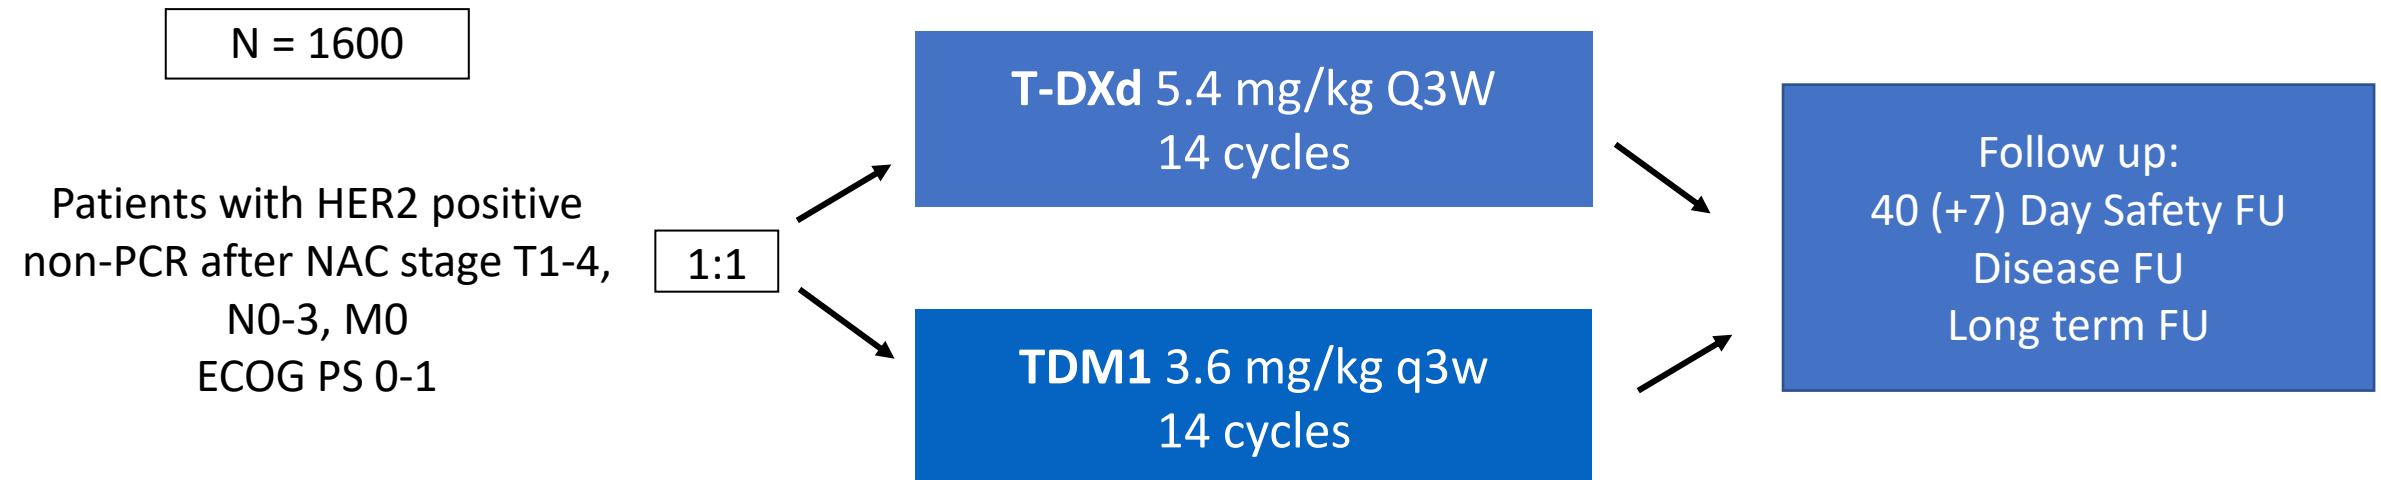 N = 1600
Patients with HER2 positive
non-PCR after NAC stage T1-4,
N0-3, M0
ECOG PS 0-1
1:1
T-DXd 5.4 mg/kg Q3W
14 cycles
TDM1 3.6 mg/kg q3w
14 cycles
Follow up:
40 (+7) Day Safety FU
Disease FU
Long term FU